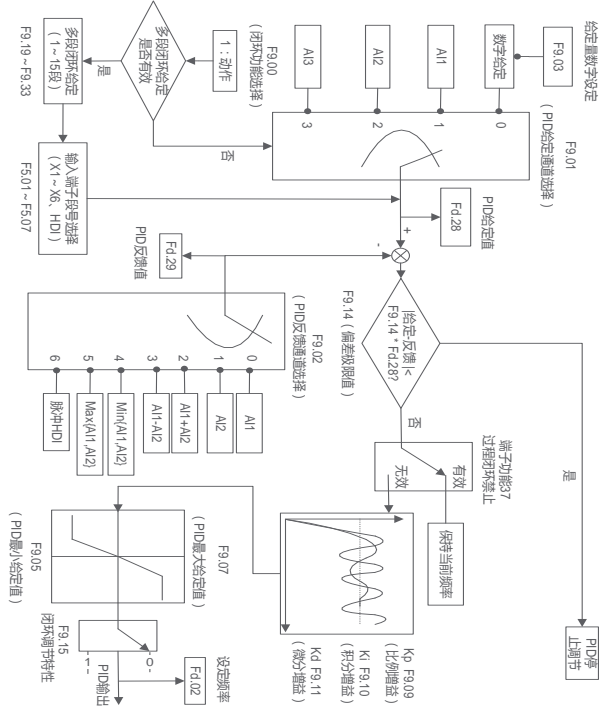 给定量数字设定
F9.03
数字给定
AI1
AI2
AI3
0
1
2
3
F9.01
(PID给定通道选择)
F9.00
(闭环功能选择)
1:动作
多段闭环给定
是否有效
是
否
多段闭环给定
(1~15段)
F9.19~F9.33
输入端子段号选择
(X1~X6、HDI)
F5.01~F5.07
PID给定值
Fd.28
+
-
Fd.29
PID反馈值
F9.02
(PID反馈通道选择)
0
1
2
3
4
5
6
AI1
AI2
AI1+AI2
AI1-AI2
Min{AI1,AI2}
Max{AI1,AI2}
脉冲HDI
|给定-反馈|<
F9.14 * Fd.28?
F9.14(偏差极限值)
是
否
PID停
止调节
端子功能37
过程闭环禁止
有效
无效
保持当前频率
Kp F9.09
(比例增益)
Ki F9.10
(积分增益)
Kd F9.11
(微分增益)
F9.07
(PID最大给定值)
F9.05
(PID最小给定值)
F9.15
闭环调节特性
-0-
-1-
设定频率
Fd.02
PID输出